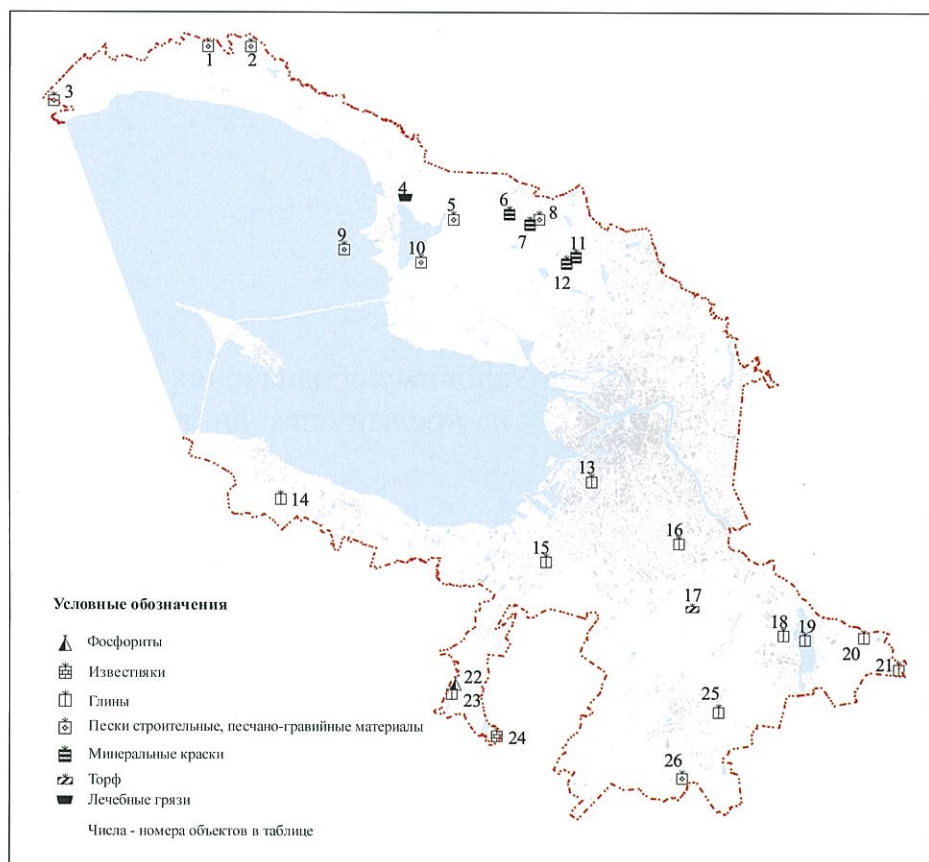 1 2
3
4
5 6 8
7
9 10 11
12
13
14
15 16
17
18 19
20 21
22
23
24
25
26
Условные обозначения
Фосфориты
Известняки
Глины
Пески строительные, песчано-гравийные материалы
Минеральные краски
Торф
Лечебные грязи
Числа - номера объектов в таблице